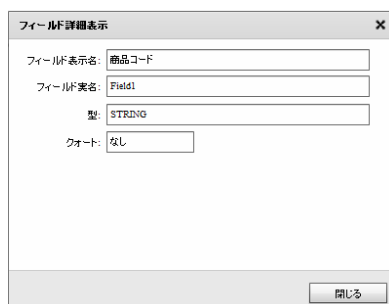 フィールド詳細表示
フィールド表示名: 商品コード
フィールド実名: Field1
型: STRING
クォート: なし
閉じる